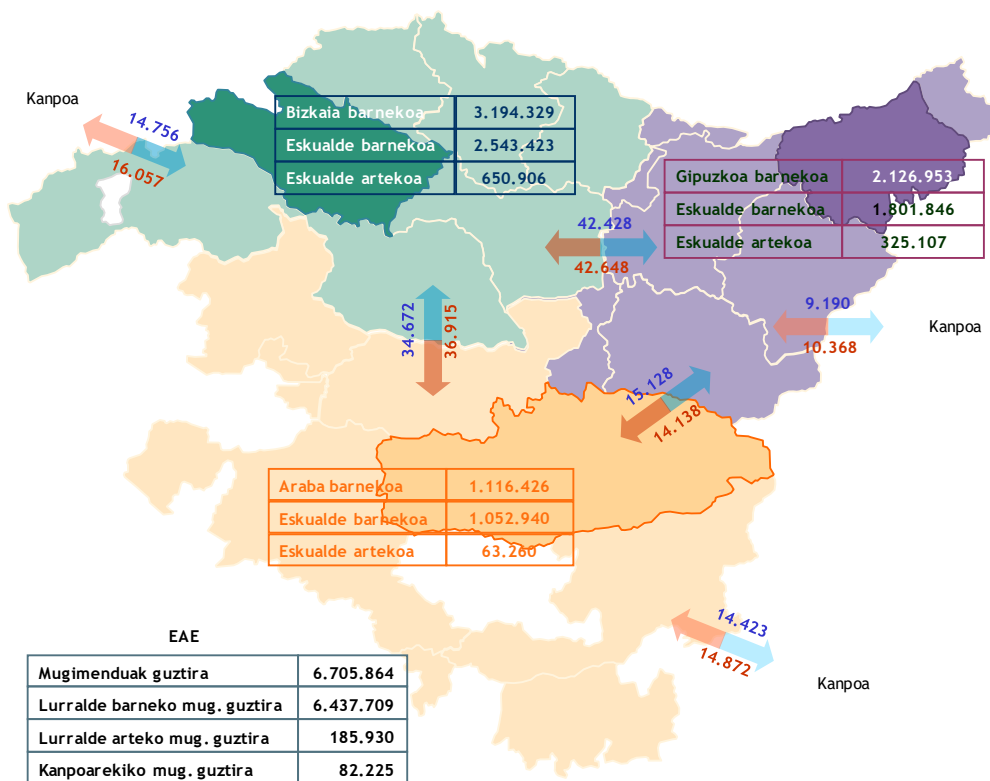 Kanpoa
14.756
16.057
Bizkaia barnekoa 3.194.329
Eskualde barnekoa 2.543.423
Eskualde artekoa 650.906
Gipuzkoa barnekoa 2.126.953
Eskualde barnekoa 1.801.846
Eskualde artekoa 325.107
42.428
42.648
34.672
36.915
9.190
10.368
Kanpoa
15.128
14.138
Araba barnekoa 1.116.426
Eskualde barnekoa 1.052.940
Eskualde artekoa 63.260
14.423
14.872
Kanpoa
EAE
Mugimenduak guztira 6.705.864
Lurralde barneko mug. guztira 6.437.709
Lurralde arteko mug. guztira 185.930
Kanpoarekiko mug. guztira 82.225